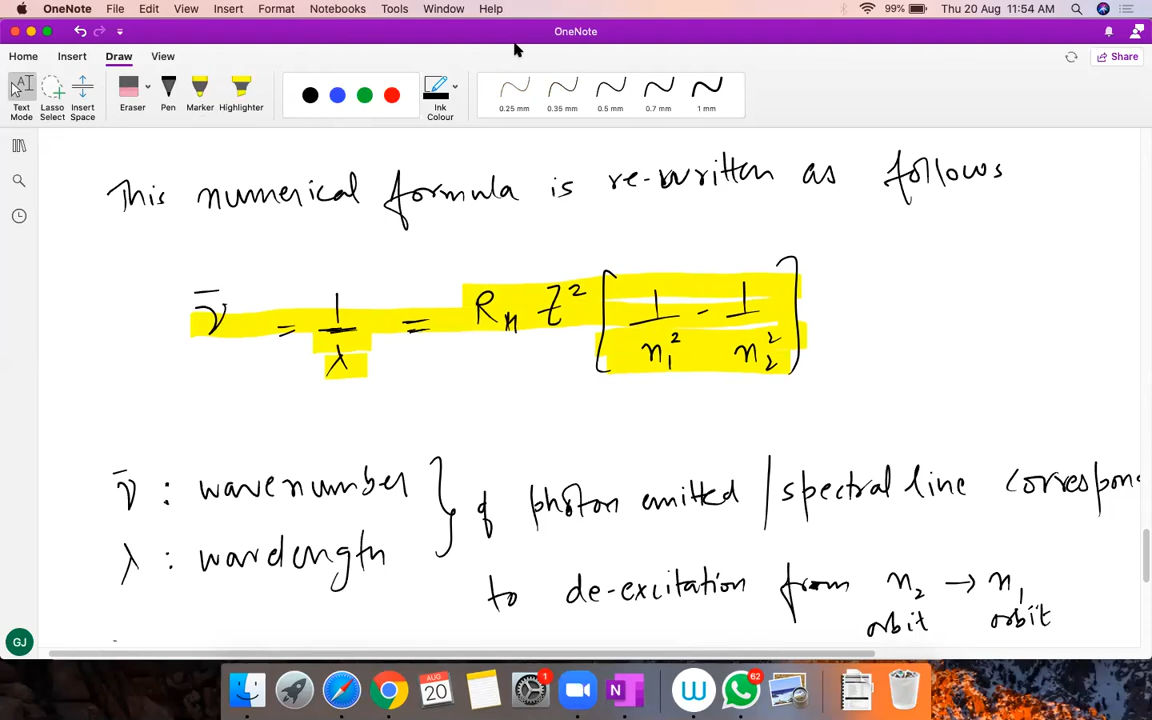 OneNote File Edit View Insert Format Notebooks Tools Window Help 99% Thu 20 Aug 11:54 AM
OneNote
Home Insert Draw View Share
Text Mode Lasso Select Insert Space Eraser Pen Marker Highlighter Ink Colour 0.25 mm 0.35 mm 0.5 mm 0.7 mm 1 mm
This numerical formula is re-written as follows
ν̄ = 1/λ = R_H Z² [1/n₁² - 1/n₂²]
ν̄ : wavenumber } of photon emitted / spectral line correspon
λ : wavelength
to de-excitation from n₂ → n₁
orbit orbit
GJ
AUG 20 1 62